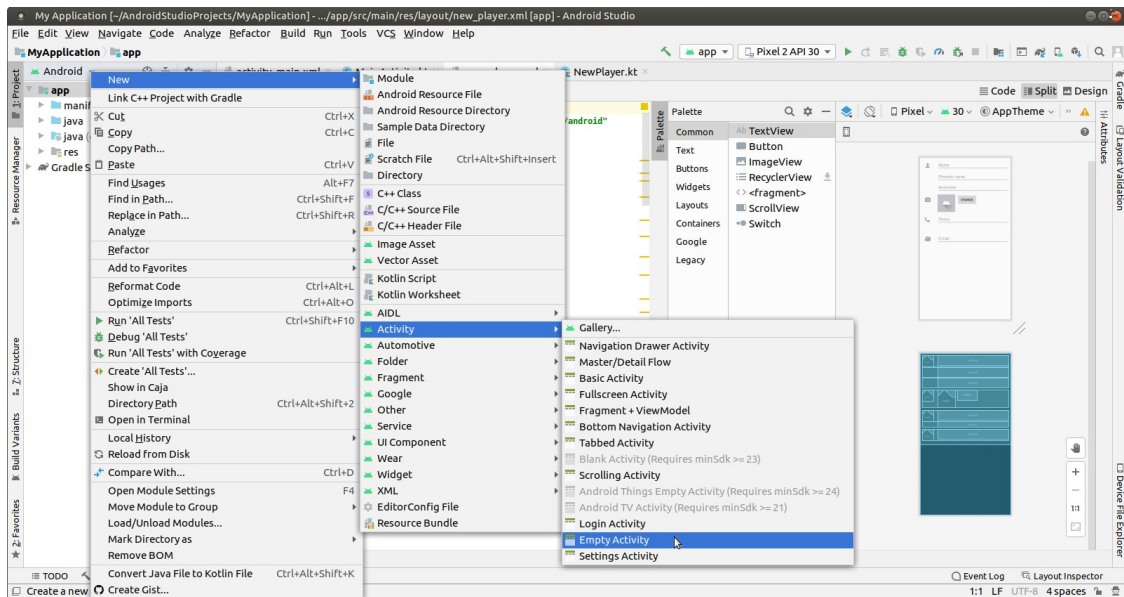 My Application [~/AndroidStudioProjects/MyApplication] - .../app/src/main/res/layout/new_player.xml [app] - Android Studio
File Edit View Navigate Code Analyze Refactor Build Run Tools VCS Window Help
MyApplication app
app
Pixel 2 API 30
Android
NewPlayer.kt
1: Project
Resource Manager
Z: Structure
Build Variants
2: Favorites
app
manif
java
java (
res
Gradle S
New
Link C++ Project with Gradle
Cut Ctrl+X
Copy Ctrl+C
Copy Path...
Paste Ctrl+V
Find Usages Alt+F7
Find in Path... Ctrl+Shift+F
Replace in Path... Ctrl+Shift+R
Analyze
Refactor
Add to Favorites
Reformat Code Ctrl+Alt+L
Optimize Imports Ctrl+Alt+O
Run 'All Tests' Ctrl+Shift+F10
Debug 'All Tests'
Run 'All Tests' with Coverage
Create 'All Tests'...
Show in Caja
Directory Path Ctrl+Alt+Shift+2
Open in Terminal
Local History
Reload from Disk
Compare With... Ctrl+D
Open Module Settings F4
Move Module to Group
Load/Unload Modules...
Mark Directory as
Remove BOM
Convert Java File to Kotlin File Ctrl+Alt+Shift+K
Create Gist...
Module
Android Resource File
Android Resource Directory
Sample Data Directory
File
Scratch File Ctrl+Alt+Shift+Insert
Directory
C++ Class
C/C++ Source File
C/C++ Header File
Image Asset
Vector Asset
Kotlin Script
Kotlin Worksheet
AIDL
Activity
Automotive
Folder
Fragment
Google
Other
Service
UI Component
Wear
Widget
XML
EditorConfig File
Resource Bundle
Gallery...
Navigation Drawer Activity
Master/Detail Flow
Basic Activity
Fullscreen Activity
Fragment + ViewModel
Bottom Navigation Activity
Tabbed Activity
Blank Activity (Requires minSdk >= 23)
Scrolling Activity
Android Things Empty Activity (Requires minSdk >= 24)
Android TV Activity (Requires minSdk >= 21)
Login Activity
Empty Activity
Settings Activity
/android"
Code Split Design
Palette
Palette
Common
Text
Buttons
Widgets
Layouts
Containers
Google
Legacy
Ab TextView
Button
ImageView
RecyclerView
<fragment>
ScrollView
Switch
Pixel 30 AppTheme
1:1
Attributes
Gradle
Layout Validation
Device File Explorer
TODO
Event Log Layout Inspector
Create a new
1:1 LF UTF-8 4 spaces